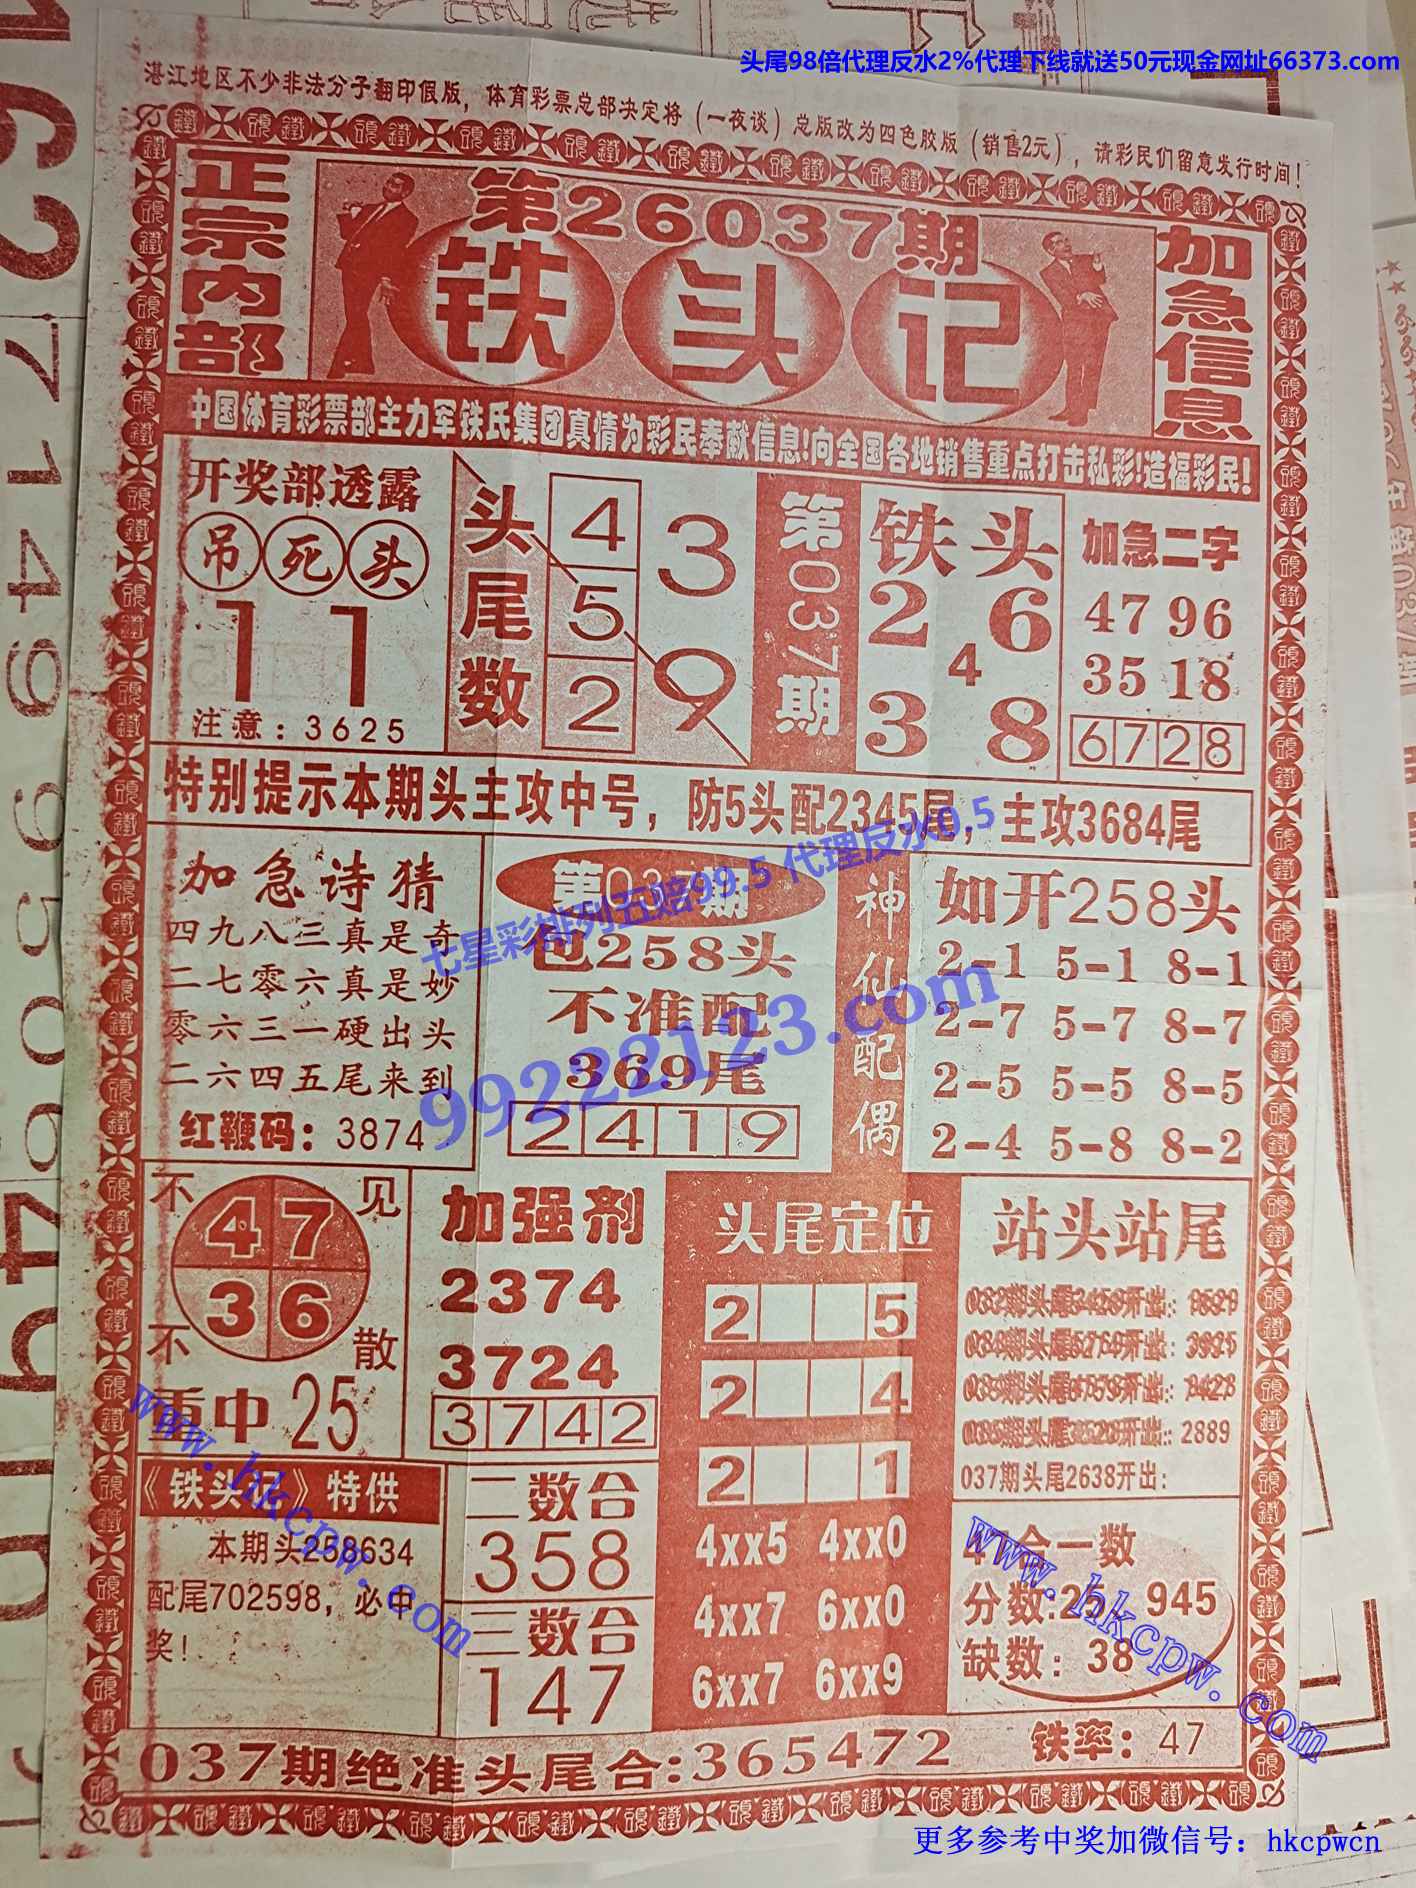 头尾98倍代理反水2%代理下线就送50元现金网址66373.com
湛江地区不少非法分子翻印假版，体育彩票总部决定将（一夜谈）总版改为四色胶版（销售2元），请彩民们留意发行时间！
正宗内部
第26037期
铁头记
加急信息
中国体育彩票部主力军铁氏集团真情为彩民奉献信息!向全国各地销售重点打击私彩!造福彩民!
开奖部透露
吊死头
11
注意：3625
头尾数
4 3
5
2 9
第037期
铁头
2 6
4
3 8
加急二字
47 96
35 18
6728
特别提示本期头主攻中号，防5头配2345尾，主攻3684尾
加急诗猜
四九八三真是奇
二七零六真是妙
零六三一硬出头
二六四五尾来到
红鞭码：3874
第037期
包258头
不准配
369尾
2419
神仙配偶
如开258头
2-1 5-1 8-1
2-7 5-7 8-7
2-5 5-5 8-5
2-4 5-8 8-2
七星彩排列五赔99.5 代理反水0.5
99222123.com
不见不散
47
36
重中25
加强剂
2374
3724
3742
头尾定位
2 5
2 4
2 1
4xx5 4xx0
4xx7 6xx0
6xx7 6xx9
站头站尾
开出：2889
037期头尾2638开出：
《铁头记》特供
本期头258634
配尾702598，必中
奖！
二数合
358
三数合
147
合一数
分数:25，945
缺数：38
www.hkcpw.com
www.hkcpw.com
037期绝准头尾合:365472
铁率：47
更多参考中奖加微信号：hkcpwcn